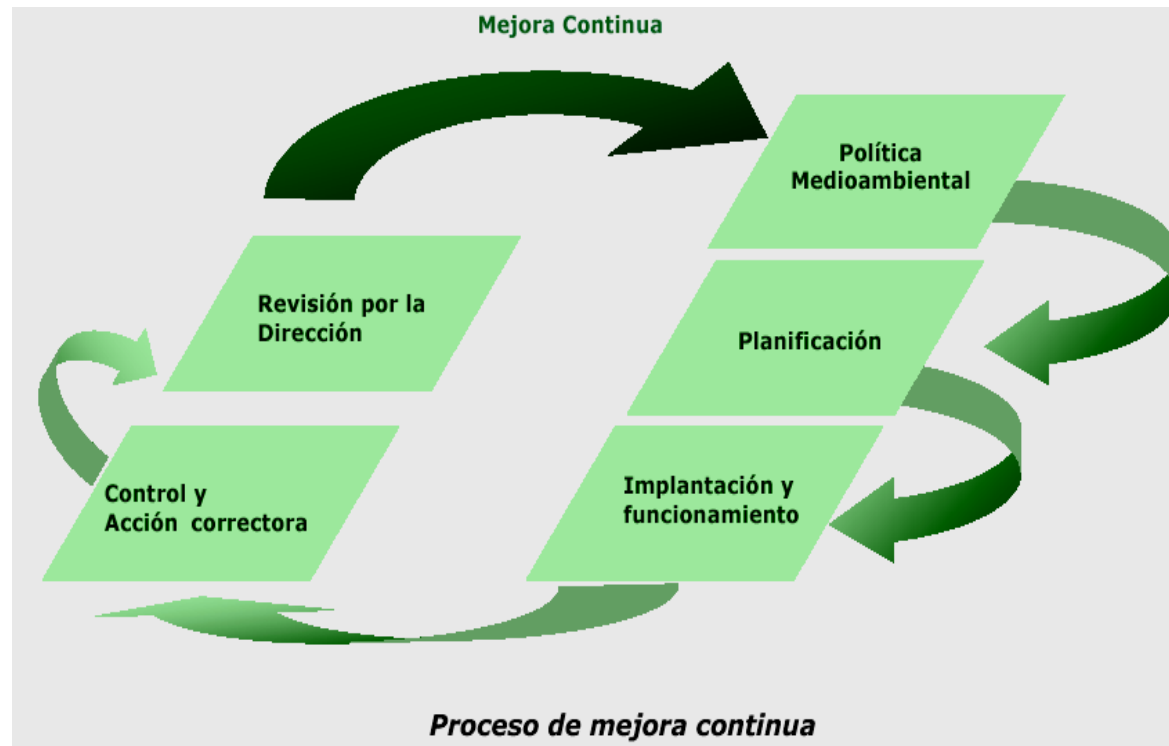 Mejora Continua
Política
Medioambiental
Planificación
Implantación y
funcionamiento
Control y
Acción correctora
Revisión por la
Dirección
Proceso de mejora continua